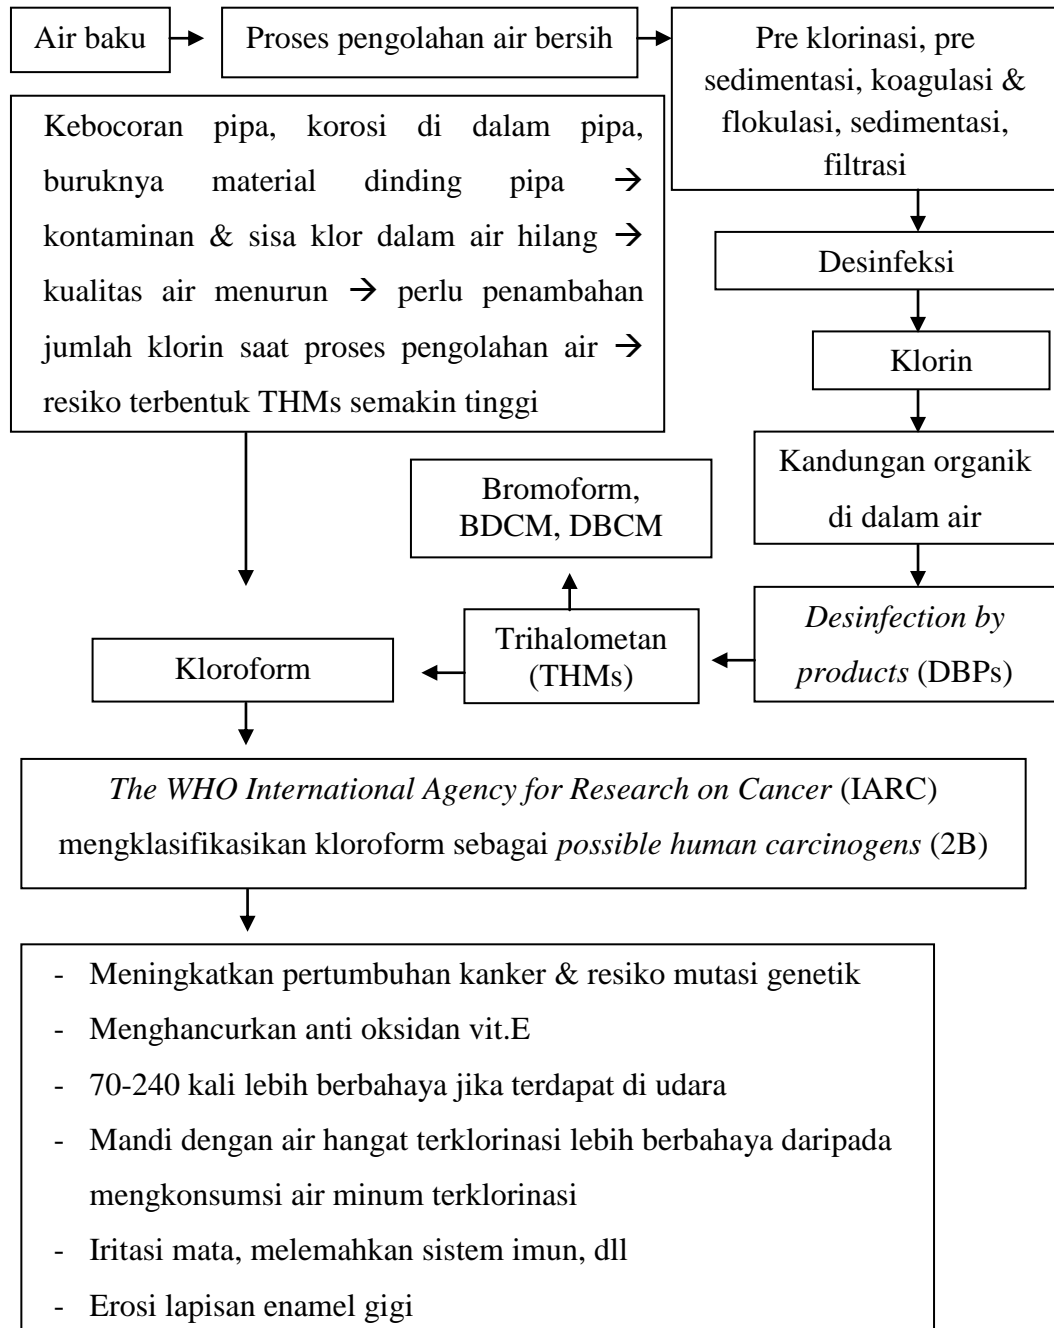 Air baku
Proses pengolahan air bersih
Pre klorinasi, pre
sedimentasi, koagulasi &
flokulasi, sedimentasi,
filtrasi
Kebocoran pipa, korosi di dalam pipa,
buruknya material dinding pipa →
kontaminan & sisa klor dalam air hilang →
kualitas air menurun → perlu penambahan
jumlah klorin saat proses pengolahan air →
resiko terbentuk THMs semakin tinggi
Desinfeksi
Klorin
Kandungan organik
di dalam air
Bromoform,
BDCM, DBCM
Desinfection by
products (DBPs)
Trihalometan
(THMs)
Kloroform
The WHO International Agency for Research on Cancer (IARC)
mengklasifikasikan kloroform sebagai possible human carcinogens (2B)
- Meningkatkan pertumbuhan kanker & resiko mutasi genetik
- Menghancurkan anti oksidan vit.E
- 70-240 kali lebih berbahaya jika terdapat di udara
- Mandi dengan air hangat terklorinasi lebih berbahaya daripada
mengkonsumsi air minum terklorinasi
- Iritasi mata, melemahkan sistem imun, dll
- Erosi lapisan enamel gigi